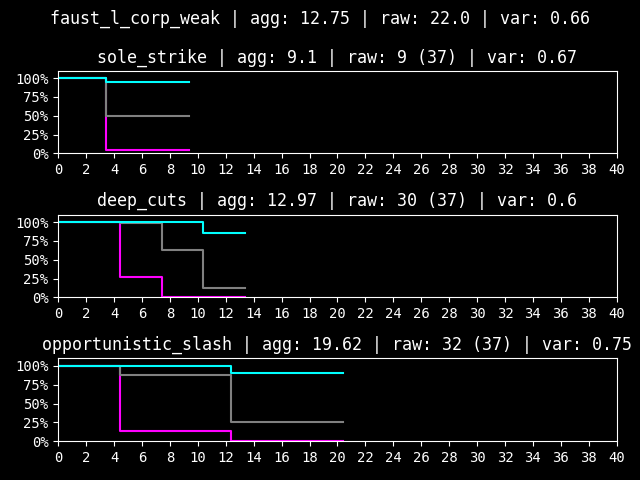 faust_l_corp_weak | agg: 12.75 | raw: 22.0 | var: 0.66
sole_strike | agg: 9.1 | raw: 9 (37) | var: 0.67
100%
75%
50%
25%
0%
0 2 4 6 8 10 12 14 16 18 20 22 24 26 28 30 32 34 36 38 40
deep_cuts | agg: 12.97 | raw: 30 (37) | var: 0.6
100%
75%
50%
25%
0%
0 2 4 6 8 10 12 14 16 18 20 22 24 26 28 30 32 34 36 38 40
opportunistic_slash | agg: 19.62 | raw: 32 (37) | var: 0.75
100%
75%
50%
25%
0%
0 2 4 6 8 10 12 14 16 18 20 22 24 26 28 30 32 34 36 38 40